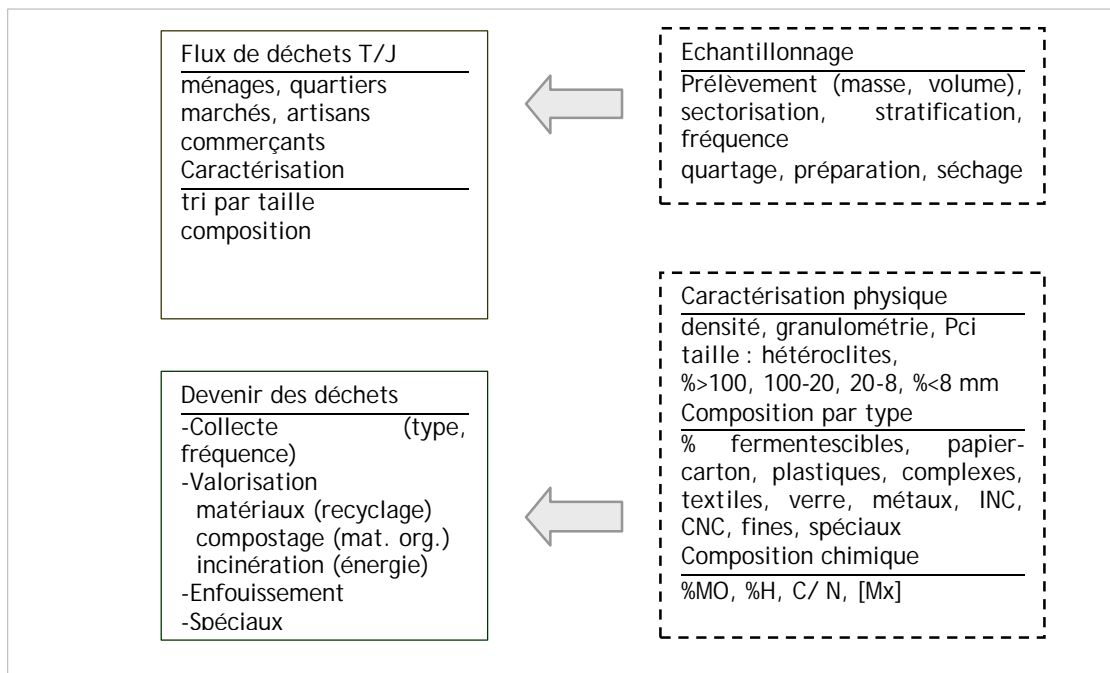 Flux de déchets T/J
ménages, quartiers
marchés, artisans
commerçants
Caractérisation
tri par taille
composition
Echantillonnage
Prélèvement (masse, volume),
sectorisation, stratification,
fréquence
quartage, préparation, séchage
Devenir des déchets
-Collecte (type,
fréquence)
-Valorisation
matériaux (recyclage)
compostage (mat. org.)
incinération (énergie)
-Enfouissement
-Spéciaux
Caractérisation physique
densité, granulométrie, Pci
taille : hétéroclites,
%>100, 100-20, 20-8, %<8 mm
Composition par type
% fermentescibles, papier-
carton, plastiques, complexes,
textiles, verre, métaux, INC,
CNC, fines, spéciaux
Composition chimique
%MO, %H, C/ N, [Mx]